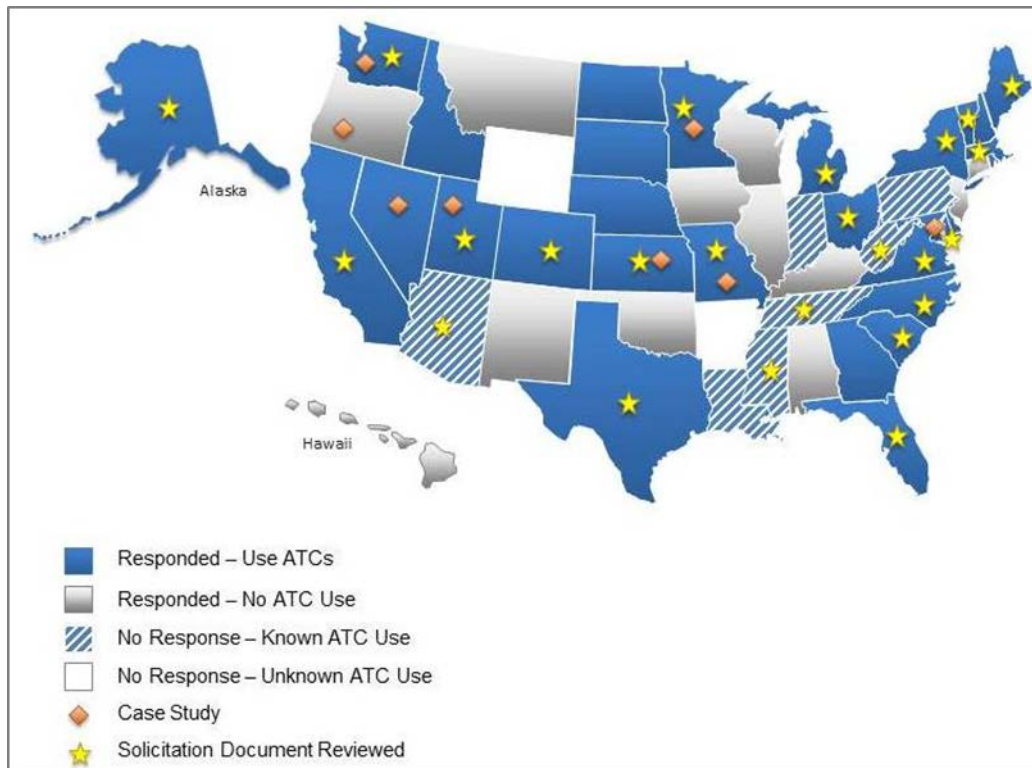 Alaska
Hawaii
Responded – Use ATCs
Responded – No ATC Use
No Response – Known ATC Use
No Response – Unknown ATC Use
Case Study
Solicitation Document Reviewed